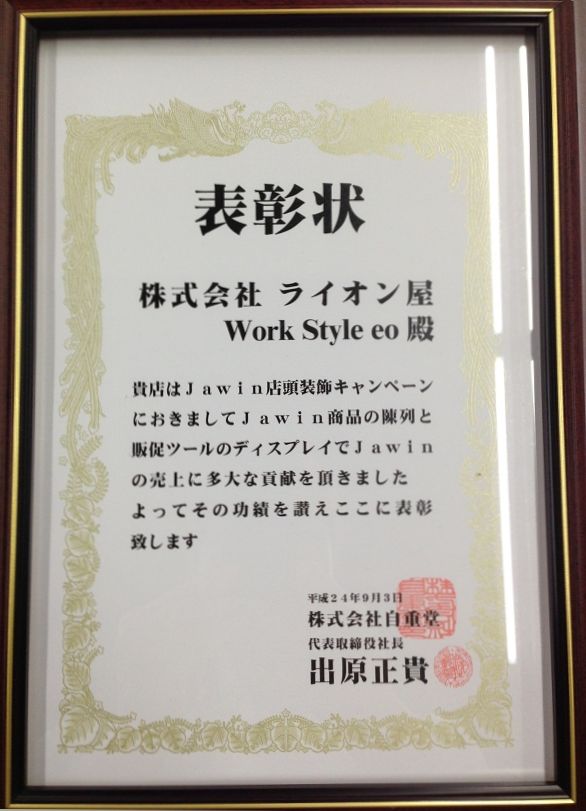 表彰状
株式会社 ライオン屋
Work Style eo 殿
貴店はJawin店頭装飾キャンペーン
におきましてJawin商品の陳列と
販促ツールのディスプレイでJawin
の売上に多大な貢献を頂きました
よってその功績を讃えここに表彰
致します
平成24年9月3日
株式会社自重堂
代表取締役社長
出原正貴